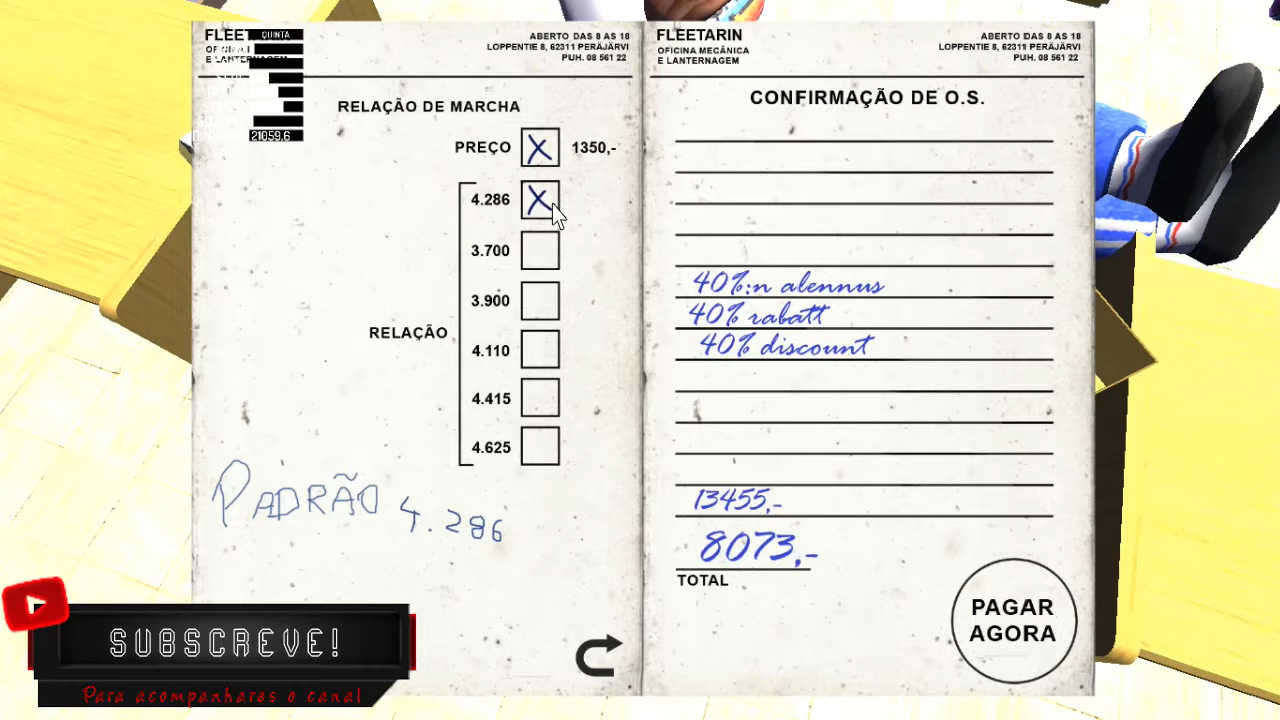 FLEETARIN
QUINTA
ABERTO DAS 8 AS 18
LOPPENTIE 8, 62311 PERÄJÄRVI
PUH. 08 561 22
E LANTERNAGEM
21059.6
RELAÇÃO DE MARCHA
PREÇO X 1350,-
4.286 X
3.700
3.900
RELAÇÃO
4.110
4.415
4.625
PADRÃO 4.286
FLEETARIN
OFICINA MECÂNICA
E LANTERNAGEM
ABERTO DAS 8 AS 18
LOPPENTIE 8, 62311 PERÄJÄRVI
PUH. 08 561 22
CONFIRMAÇÃO DE O.S.
40%:n alennus
40% rabatt
40% discount
13455,-
8073,-
TOTAL
PAGAR
AGORA
SUBSCREVE!
Para acompanhares o canal